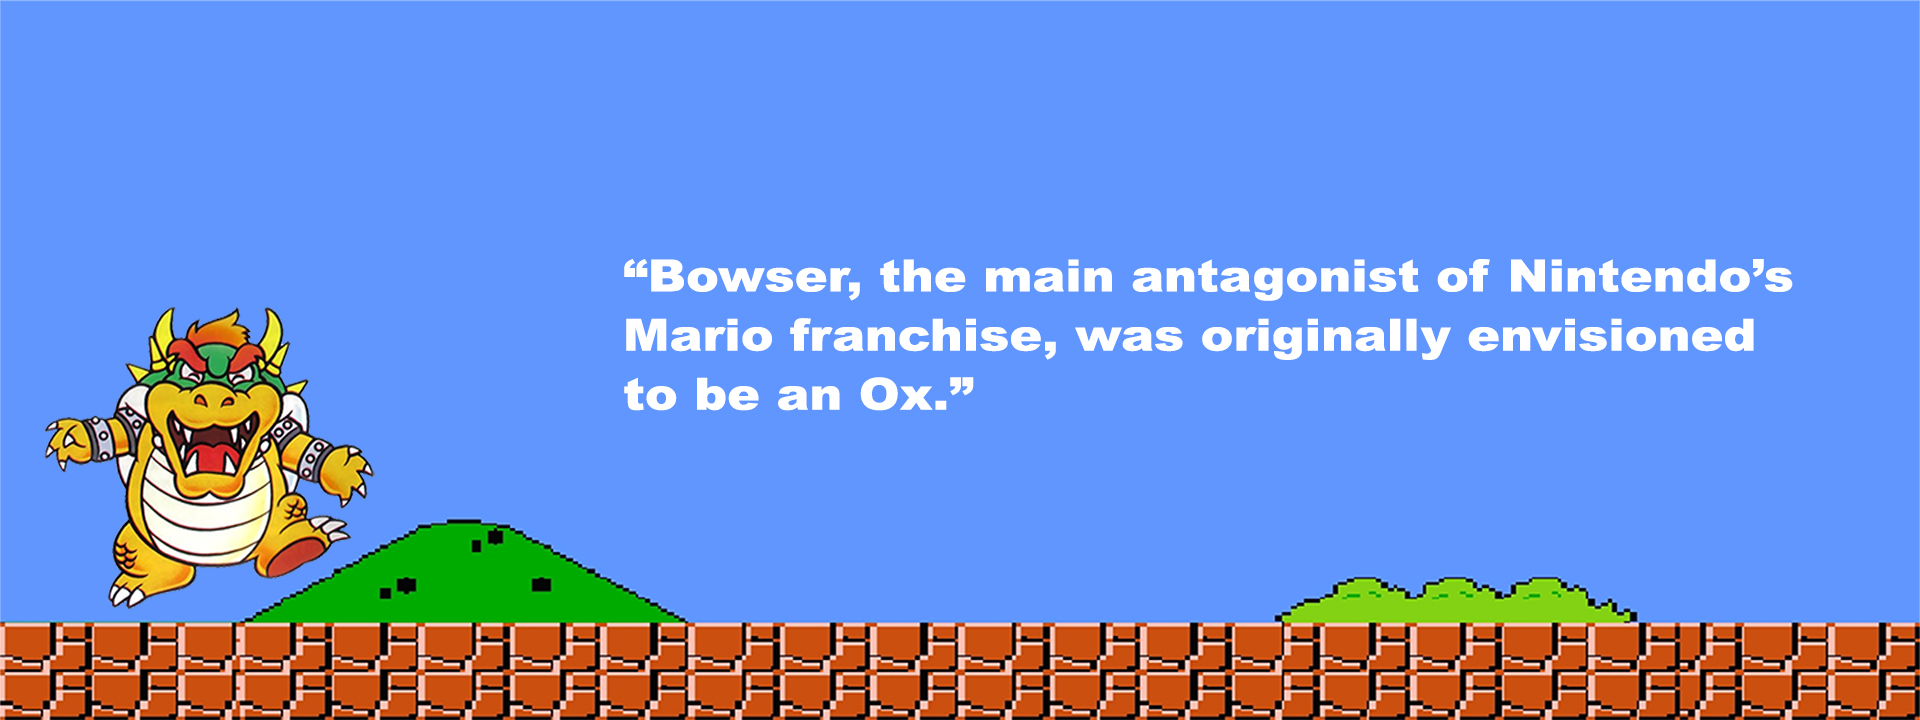 “Bowser, the main antagonist of Nintendo’s
Mario franchise, was originally envisioned
to be an Ox.”